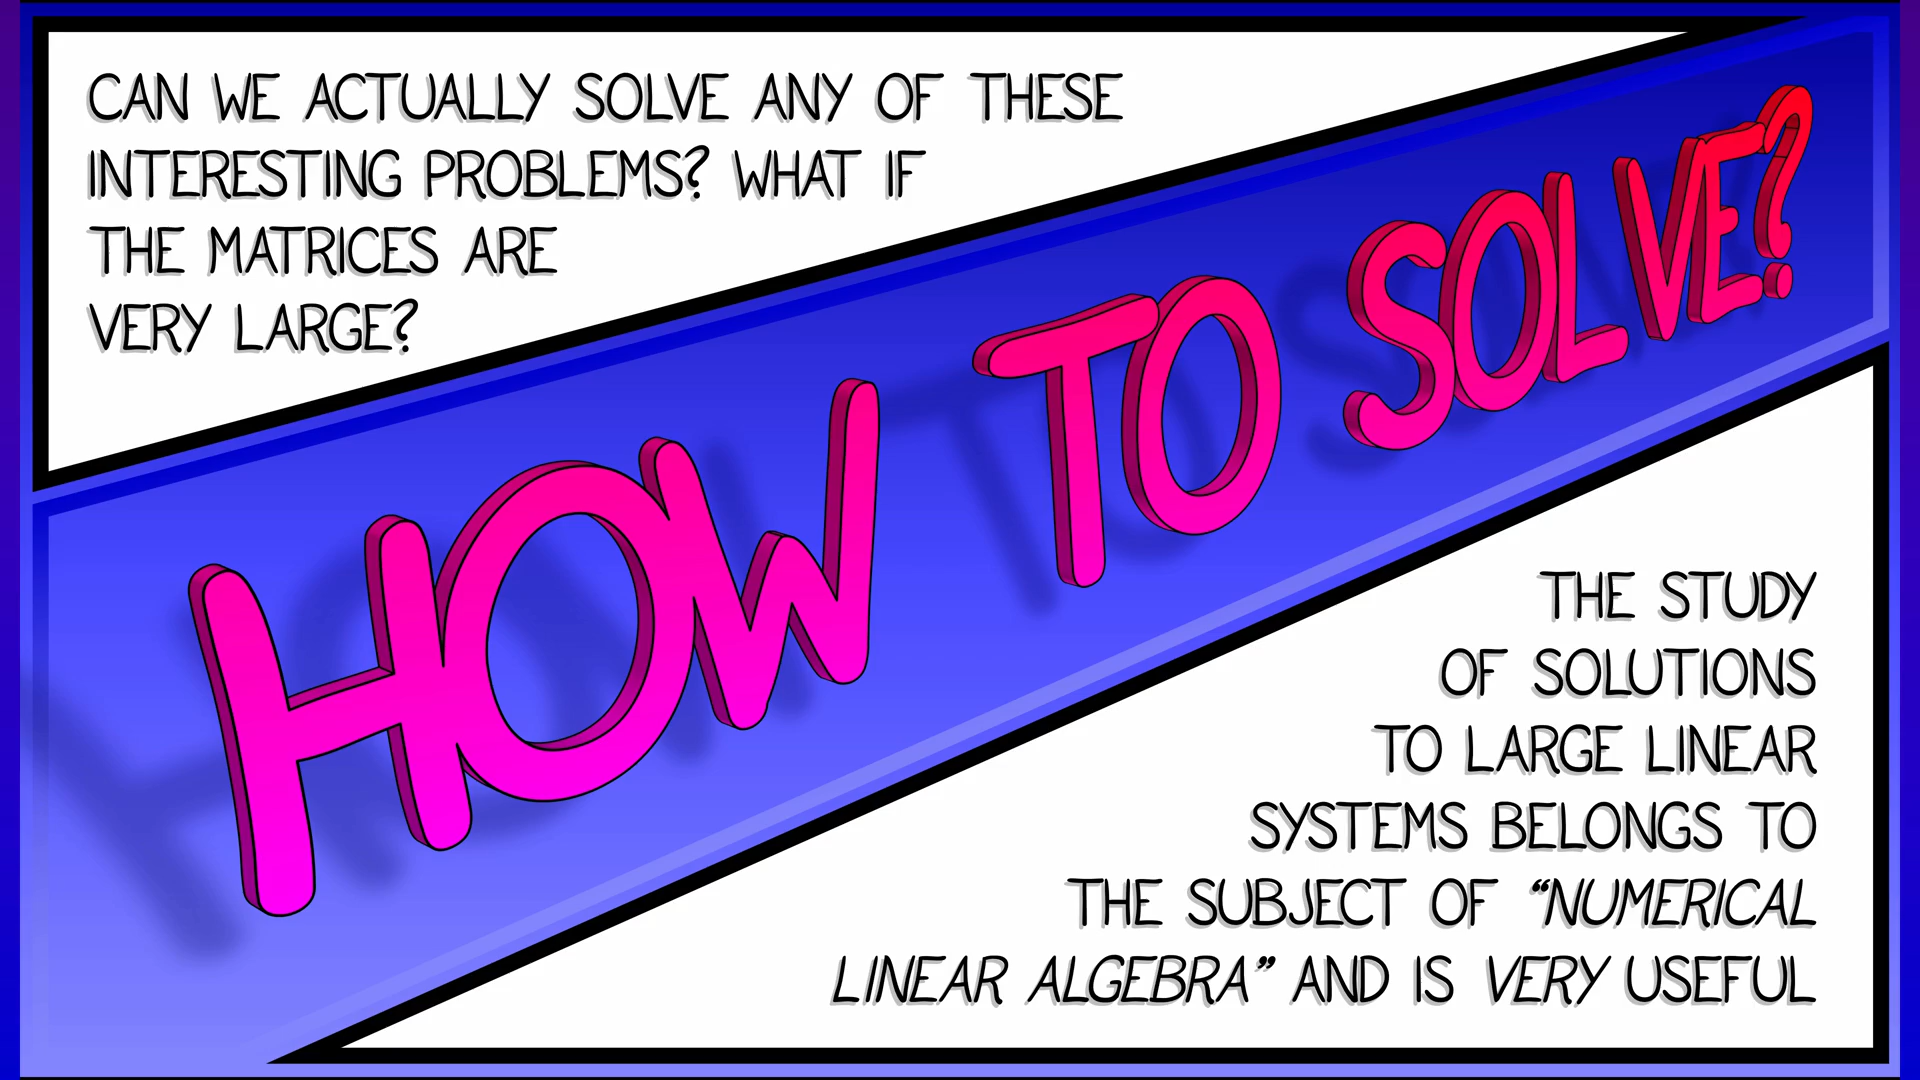 CAN WE ACTUALLY SOLVE ANY OF THESE
INTERESTING PROBLEMS? WHAT IF
THE MATRICES ARE
VERY LARGE?
HOW TO SOLVE?
THE STUDY
OF SOLUTIONS
TO LARGE LINEAR
SYSTEMS BELONGS TO
THE SUBJECT OF “NUMERICAL
LINEAR ALGEBRA” AND IS VERY USEFUL